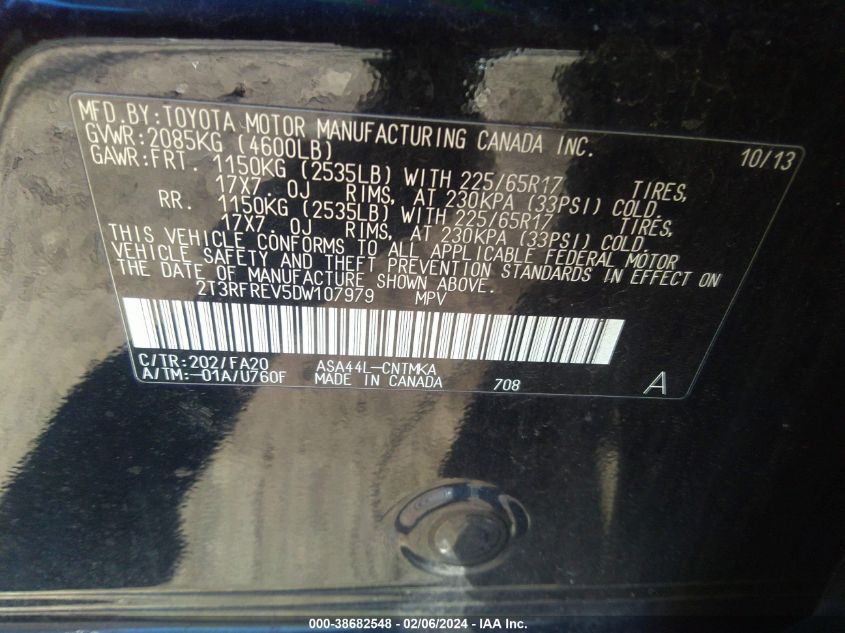 MFD.BY:TOYOTA MOTOR MANUFACTURING CANADA INC.
GVWR:2085KG (4600LB) 10/13
GAWR:FRT. 1150KG (2535LB) WITH 225/65R17 TIRES,
17X7.0J RIMS, AT 230KPA (33PSI) COLD.
RR. 1150KG (2535LB) WITH 225/65R17 TIRES,
17X7.0J RIMS, AT 230KPA (33PSI) COLD.
THIS VEHICLE CONFORMS TO ALL APPLICABLE FEDERAL MOTOR
VEHICLE SAFETY AND THEFT PREVENTION STANDARDS IN EFFECT ON
THE DATE OF MANUFACTURE SHOWN ABOVE.
2T3RFREV5DW107979 MPV
C/TR:202/FA20 ASA44L-CNTMKA
A/TM:-01A/U760F MADE IN CANADA 708 A
000-38682548 - 02/06/2024 - IAA Inc.